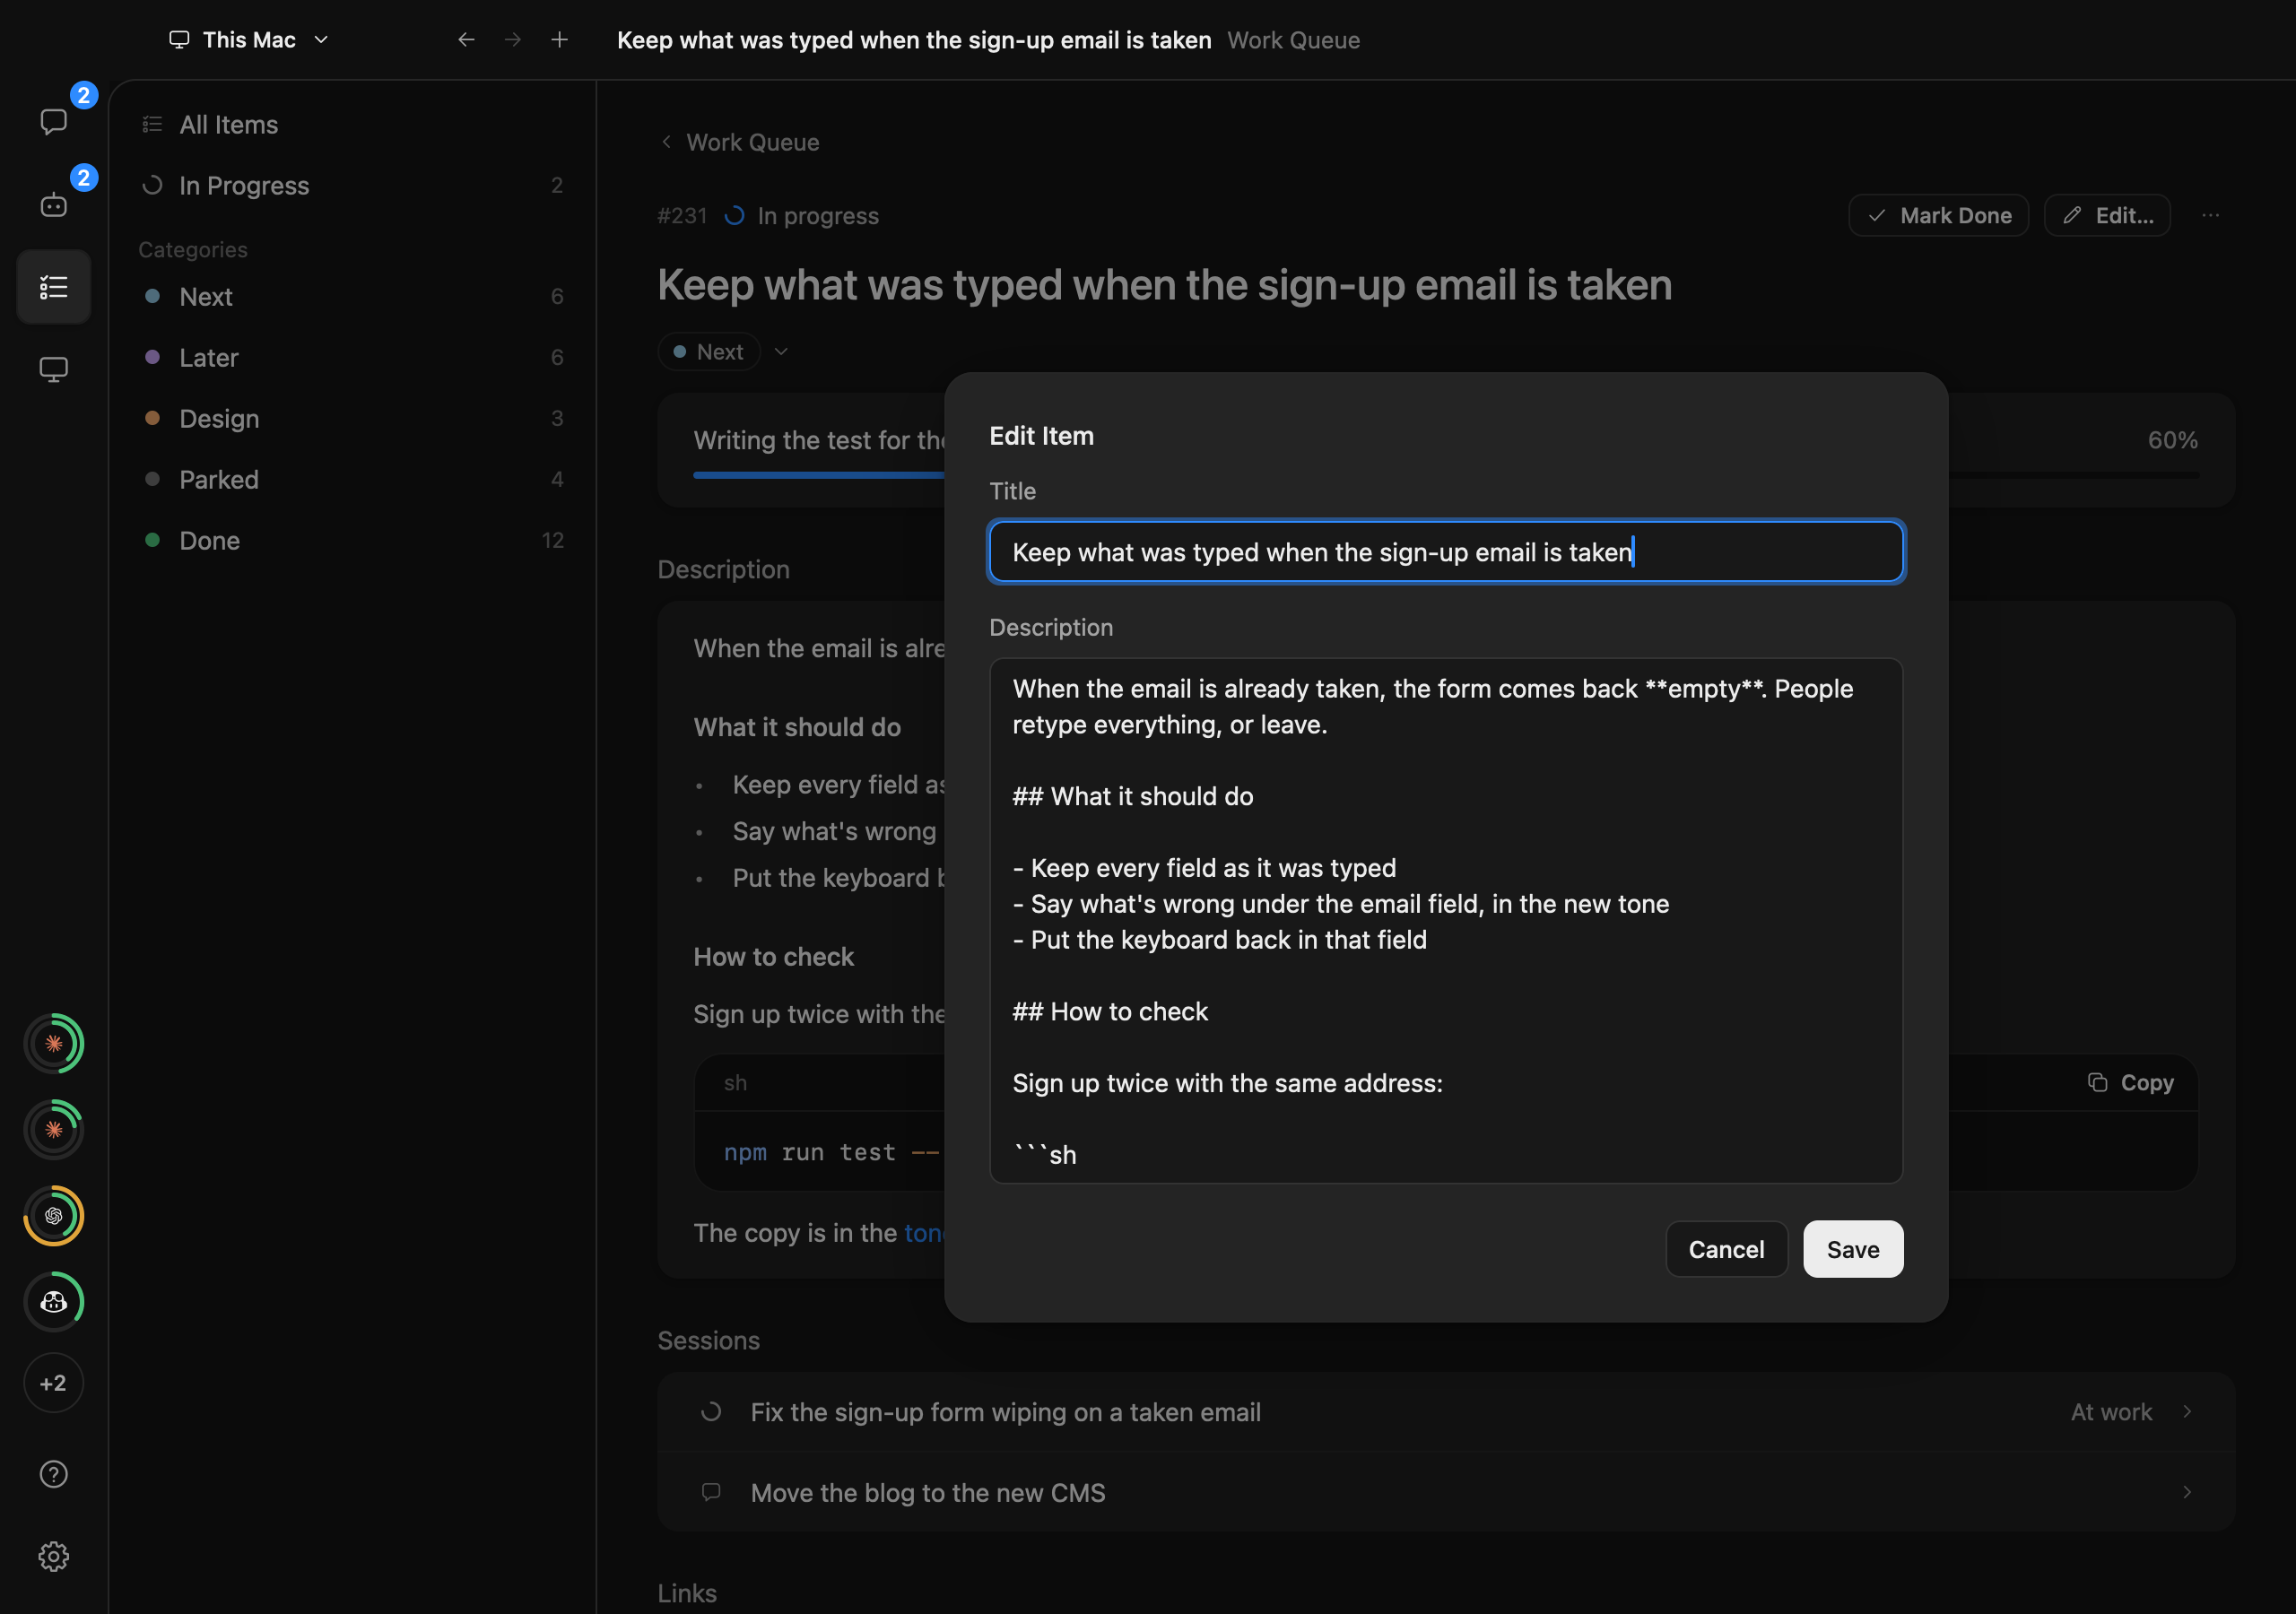 This Mac
Keep what was typed when the sign-up email is taken Work Queue
2
2
All Items
In Progress 2
Categories
Next 6
Later 6
Design 3
Parked 4
Done 12
+2
Work Queue
#231 In progress
Mark Done
Edit...
Keep what was typed when the sign-up email is taken
Next
Writing the test for the
60%
Description
When the email is alre
What it should do
• Keep every field as
• Say what's wrong
• Put the keyboard b
How to check
Sign up twice with the
sh
Copy
npm run test --
The copy is in the tone
Sessions
Fix the sign-up form wiping on a taken email At work
Move the blog to the new CMS
Links
Edit Item
Title
Keep what was typed when the sign-up email is taken
Description
When the email is already taken, the form comes back **empty**. People
retype everything, or leave.
## What it should do
- Keep every field as it was typed
- Say what's wrong under the email field, in the new tone
- Put the keyboard back in that field
## How to check
Sign up twice with the same address:
```sh
Cancel
Save